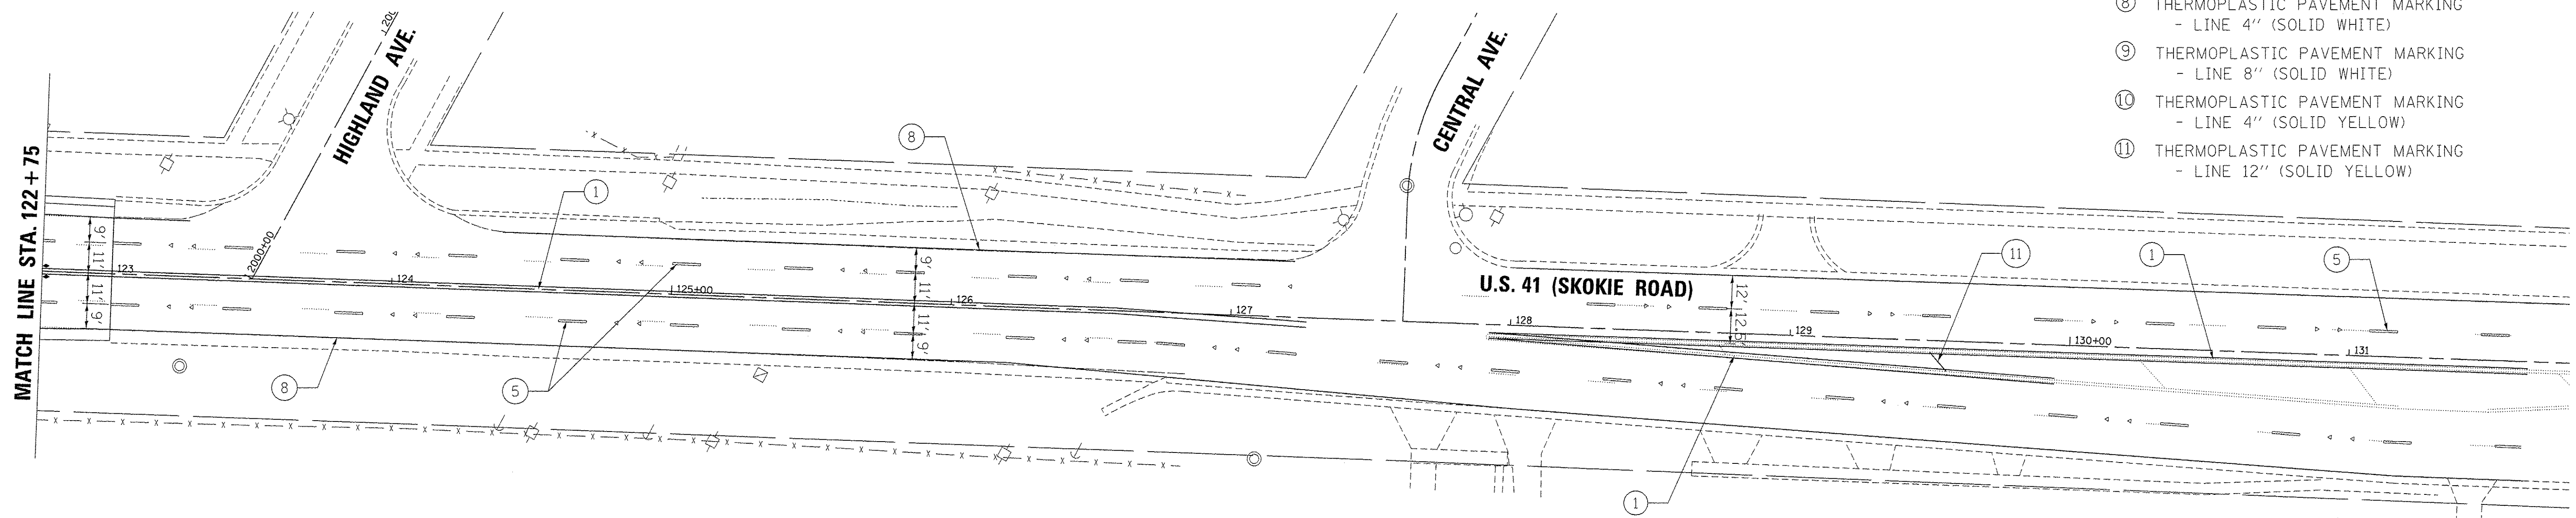 ⑧ THERMOPLASTIC PAVEMENT MARKING
- LINE 4" (SOLID WHITE)
⑨ THERMOPLASTIC PAVEMENT MARKING
- LINE 8" (SOLID WHITE)
⑩ THERMOPLASTIC PAVEMENT MARKING
- LINE 4" (SOLID YELLOW)
⑪ THERMOPLASTIC PAVEMENT MARKING
- LINE 12" (SOLID YELLOW)
HIGHLAND AVE.
CENTRAL AVE.
MATCH LINE STA. 122 + 75
U.S. 41 (SKOKIE ROAD)
2000+00
8
1
11
1
5
8
5
1
9'
11'
11'
9'
9'
11'
11'
9'
12'
12.5'
123
124
125+00
126
127
128
129
130+00
131